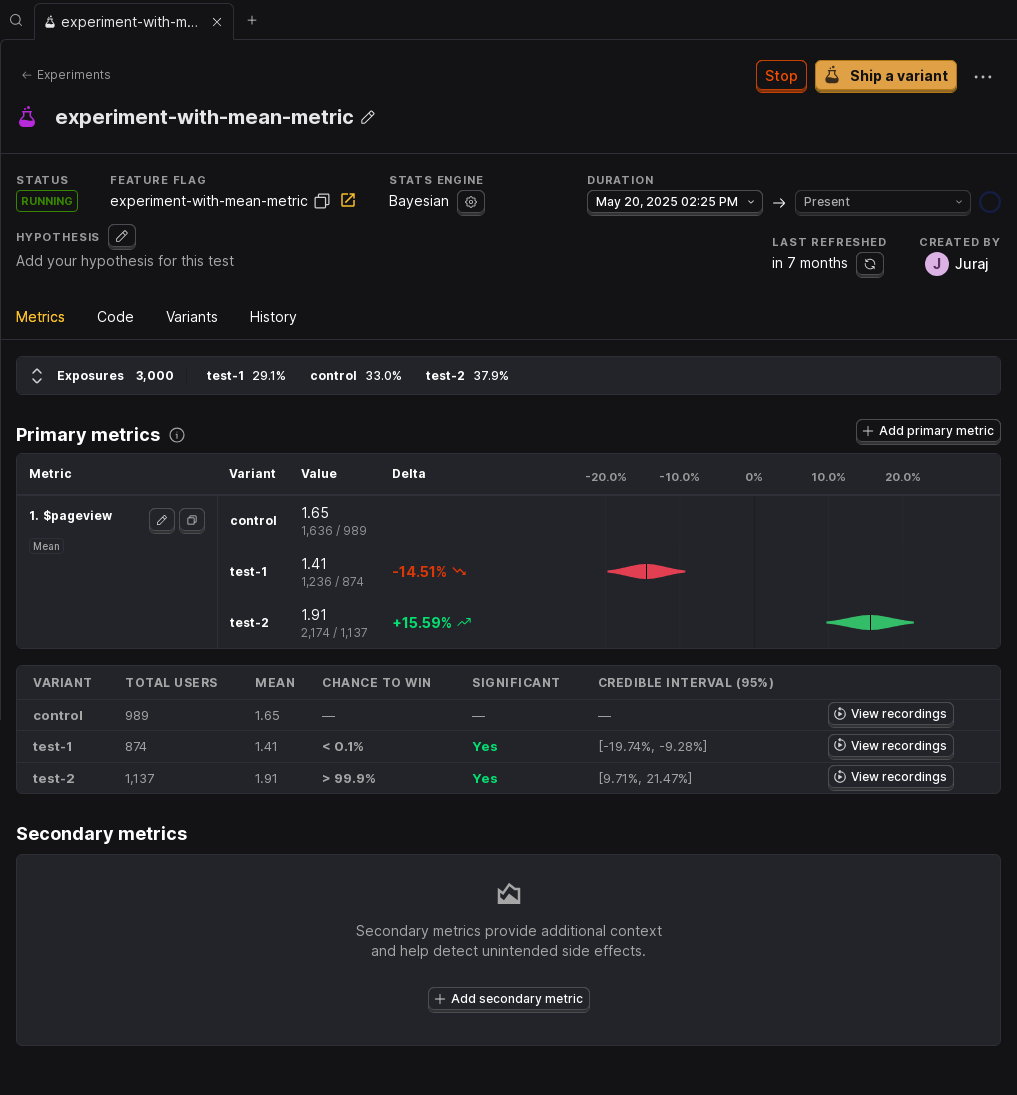 experiment-with-m...
Experiments
Stop
Ship a variant
experiment-with-mean-metric
STATUS
FEATURE FLAG
STATS ENGINE
DURATION
RUNNING
experiment-with-mean-metric
Bayesian
May 20, 2025 02:25 PM
Present
HYPOTHESIS
Add your hypothesis for this test
LAST REFRESHED
CREATED BY
in 7 months
J
Juraj
Metrics
Code
Variants
History
Exposures 3,000 test-1 29.1% control 33.0% test-2 37.9%
Primary metrics
Add primary metric
Metric Variant Value Delta -20.0% -10.0% 0% 10.0% 20.0%
1. $pageview
Mean
control 1.65
1,636 / 989
test-1 1.41 -14.51%
1,236 / 874
test-2 1.91 +15.59%
2,174 / 1,137
VARIANT TOTAL USERS MEAN CHANCE TO WIN SIGNIFICANT CREDIBLE INTERVAL (95%)
control 989 1.65 — — — View recordings
test-1 874 1.41 < 0.1% Yes [-19.74%, -9.28%] View recordings
test-2 1,137 1.91 > 99.9% Yes [9.71%, 21.47%] View recordings
Secondary metrics
Secondary metrics provide additional context
and help detect unintended side effects.
Add secondary metric